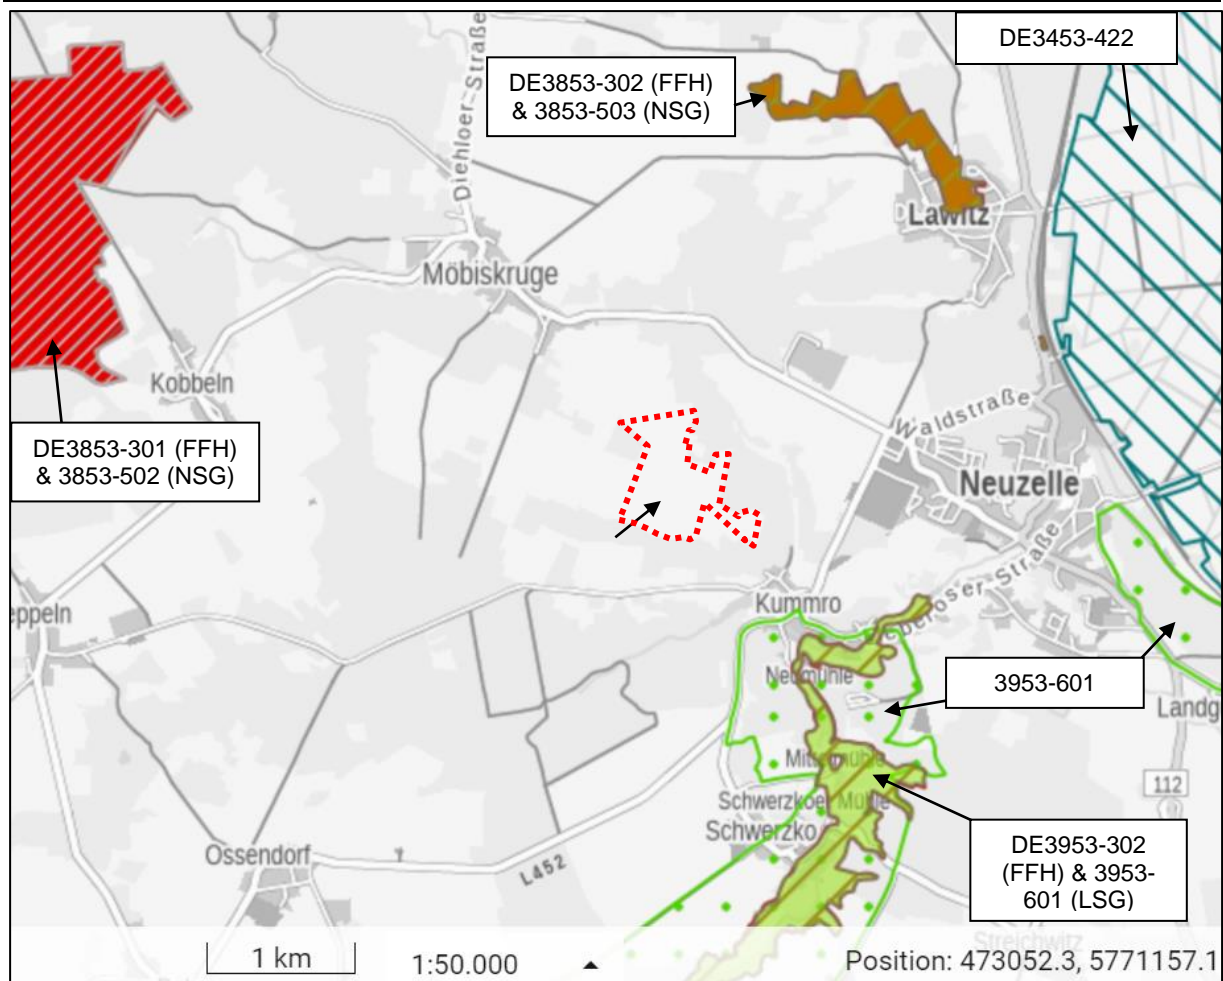 DE3453-422
DE3853-302 (FFH)
& 3853-503 (NSG)
Diehloer-Straße
Lawitz
Möbiskruge
Kobbeln
Waldstraße
DE3853-301 (FFH)
& 3853-502 (NSG)
Neuzelle
eppeln
Kummro
eberoser-Straße
Neumühle
3953-601
Landg
Mittelmühle
112
Schwerzkoer Mühle
Schwerzko
DE3953-302
(FFH) & 3953-
601 (LSG)
Ossendorf
L452
Streichwitz
1 km
1:50.000
Position: 473052.3, 5771157.1